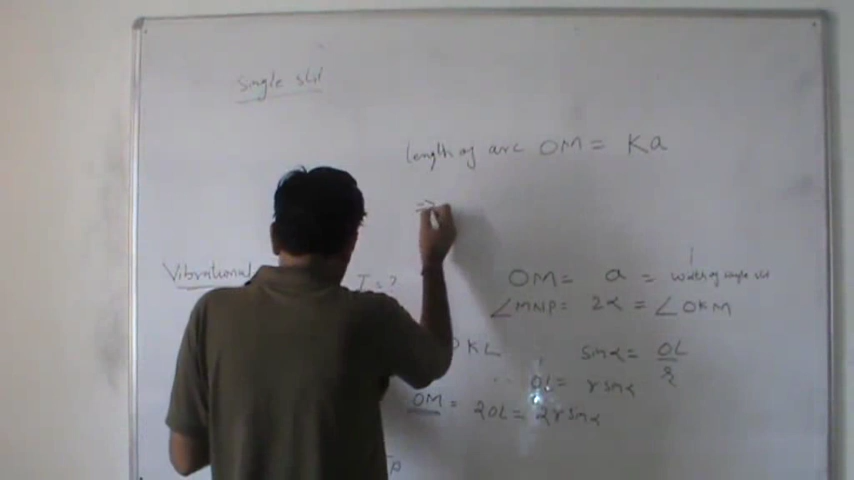 Single slit
length of arc OM = Ka
=>
Vibrational
I = ?
OM = a = width of single slit
∠MNP = 2α = ∠OKM
OKL
sinα = OL/r
OL = r sinα
OM = 2OL = 2r sinα
P